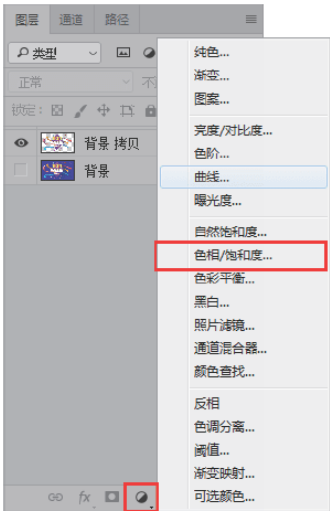 图层 通道 路径
类型
正常 不
锁定:
背景 拷贝
背景
fx
纯色...
渐变...
图案...
亮度/对比度...
色阶...
曲线...
曝光度...
自然饱和度...
色相/饱和度...
色彩平衡...
黑白...
照片滤镜...
通道混合器...
颜色查找...
反相
色调分离...
阈值...
渐变映射...
可选颜色...